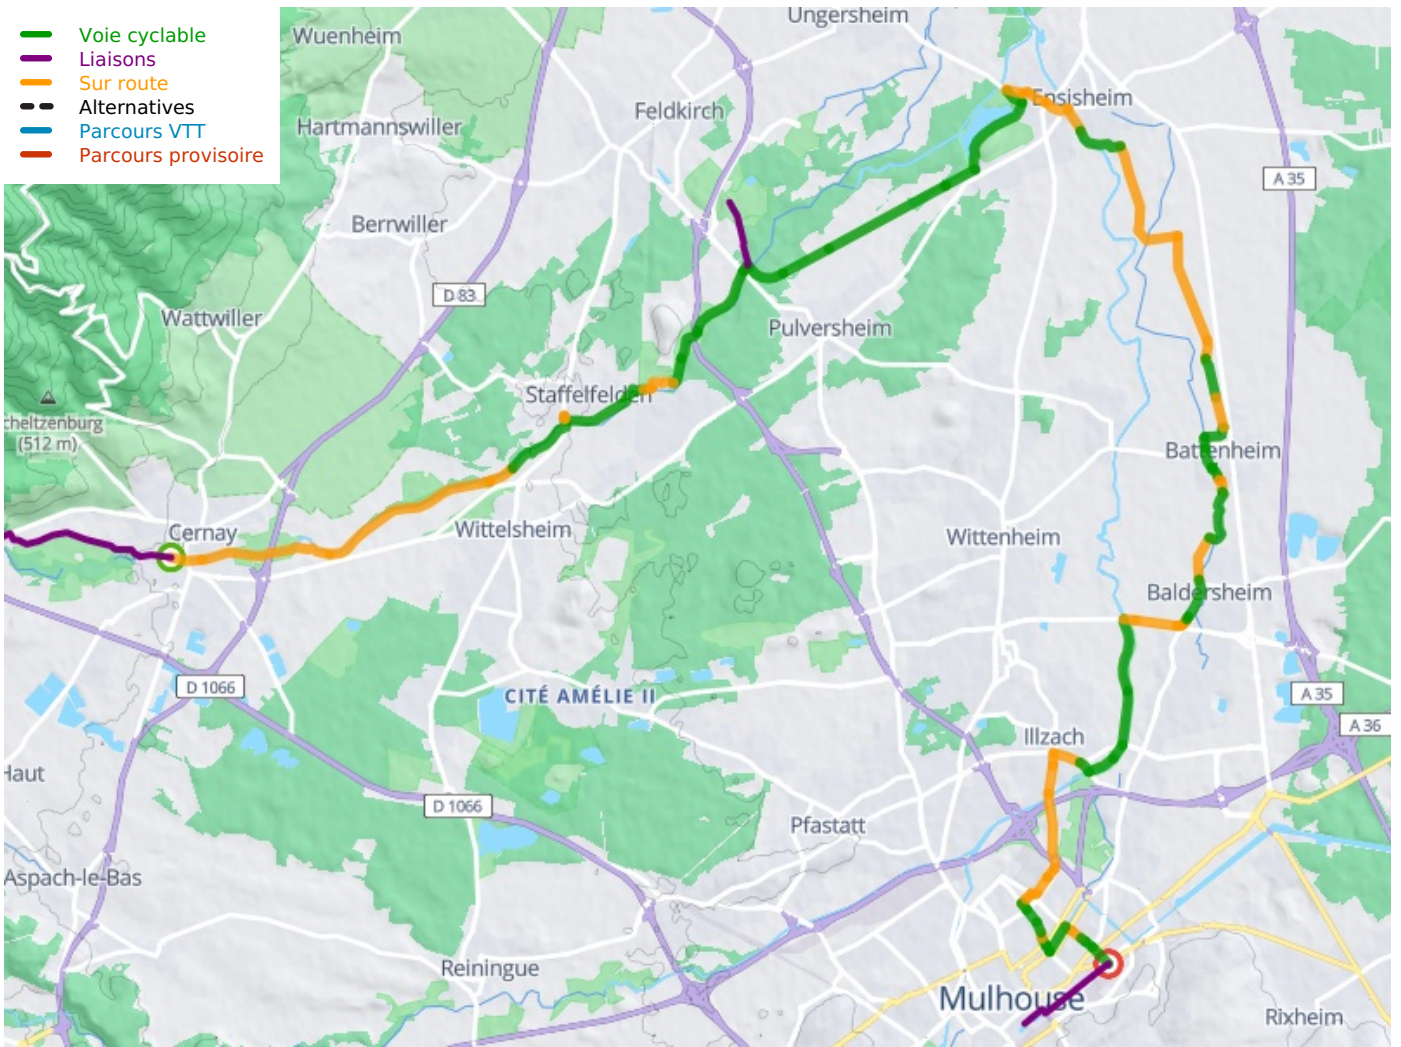 Voie cyclable
Liaisons
Sur route
Alternatives
Parcours VTT
Parcours provisoire
Ungersheim
Wuenheim
Feldkirch
Ensisheim
Hartmannswiller
A 35
Berrwiller
D 83
Wattwiller
Pulversheim
Staffelfelden
cheltzenburg
(512 m)
Battenheim
Cernay
Wittelsheim
Wittenheim
Baldersheim
D 1066
CITÉ AMÉLIE II
A 35
A 36
Illzach
Haut
D 1066
Pfastatt
Aspach-le-Bas
Reiningue
Mulhouse
Rixheim